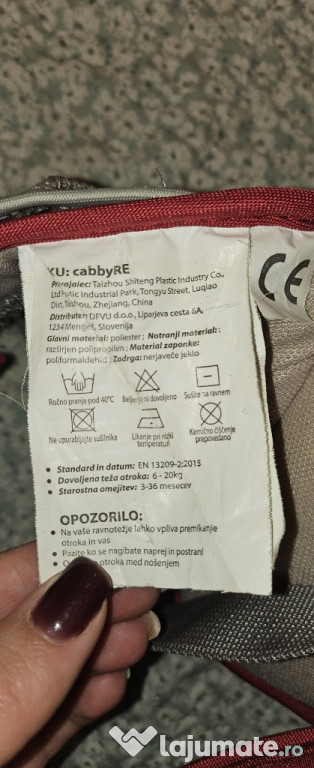 KU: cabbyRE
Proizvajalec: Taizhou Shiteng Plastic Industry Co.,
Ltd Plastic Industrial Park, Tongyu Street, Luqiao
Dist, Taizhou, Zhejiang, China
Distributer: OFVU d.o.o., Liparjeva cesta 6A,
1234 Mengeš, Slovenija
Glavni material: poliester; Notranji material:
razširjen polipropilen; Material zaponke
poliformaldehid; Zadrga: nerjaveče jeklo
CE
Ročno pranje pod 40°C
Beljenje ni dovoljeno
Sušite na ravnem
Ne uporabljajte sušilnika
Likanje pri nizki
temperaturi
Kemično čiščenje
prepovedano
• Standard in datum: EN 13209-2:2015
• Dovoljena teža otroka: 6 - 20kg
• Starostna omejitev: 3-36 mesecev
OPOZORILO:
• Na vaše ravnotežje lahko vpliva premikanje
otroka in vas
• Pazite ko se nagibate naprej in postrani
• otroka med nošenjem
lajumate.ro